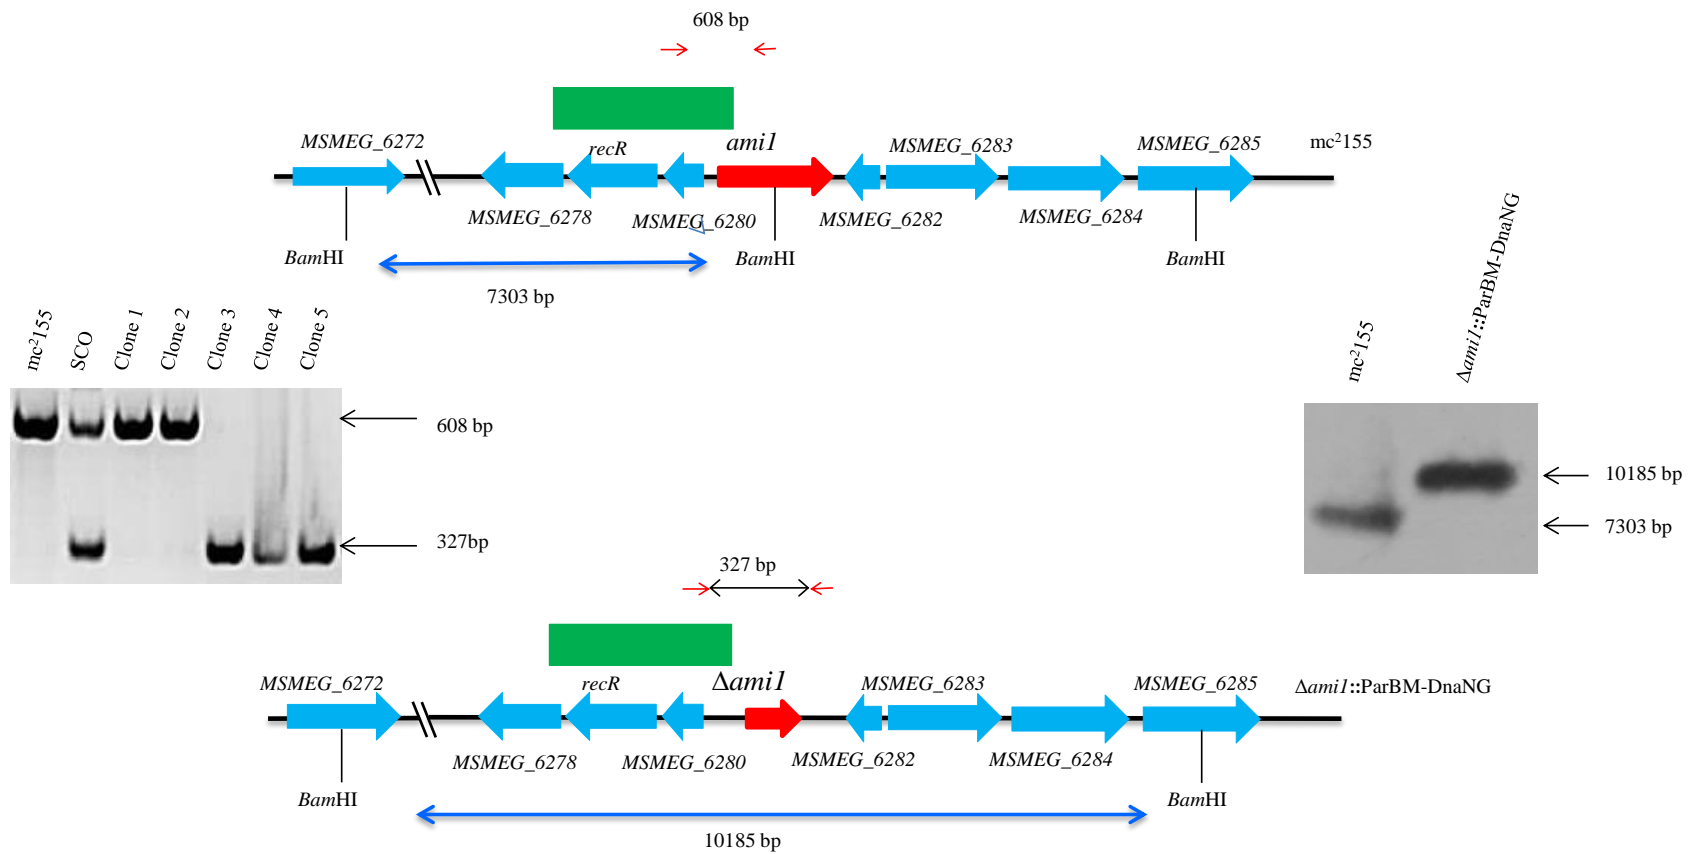 608 bp
MSMEG_6272
recR
ami1
MSMEG_6283
MSMEG_6285
mc²155
MSMEG_6278
MSMEG_6280
MSMEG_6282
MSMEG_6284
BamHI
BamHI
BamHI
7303 bp
mc²155
SCO
Clone 1
Clone 2
Clone 3
Clone 4
Clone 5
608 bp
327bp
mc²155
Δami1::ParBM-DnaNG
10185 bp
7303 bp
327 bp
MSMEG_6272
recR
Δami1
MSMEG_6283
MSMEG_6285
Δami1::ParBM-DnaNG
MSMEG_6278
MSMEG_6280
MSMEG_6282
MSMEG_6284
BamHI
BamHI
10185 bp